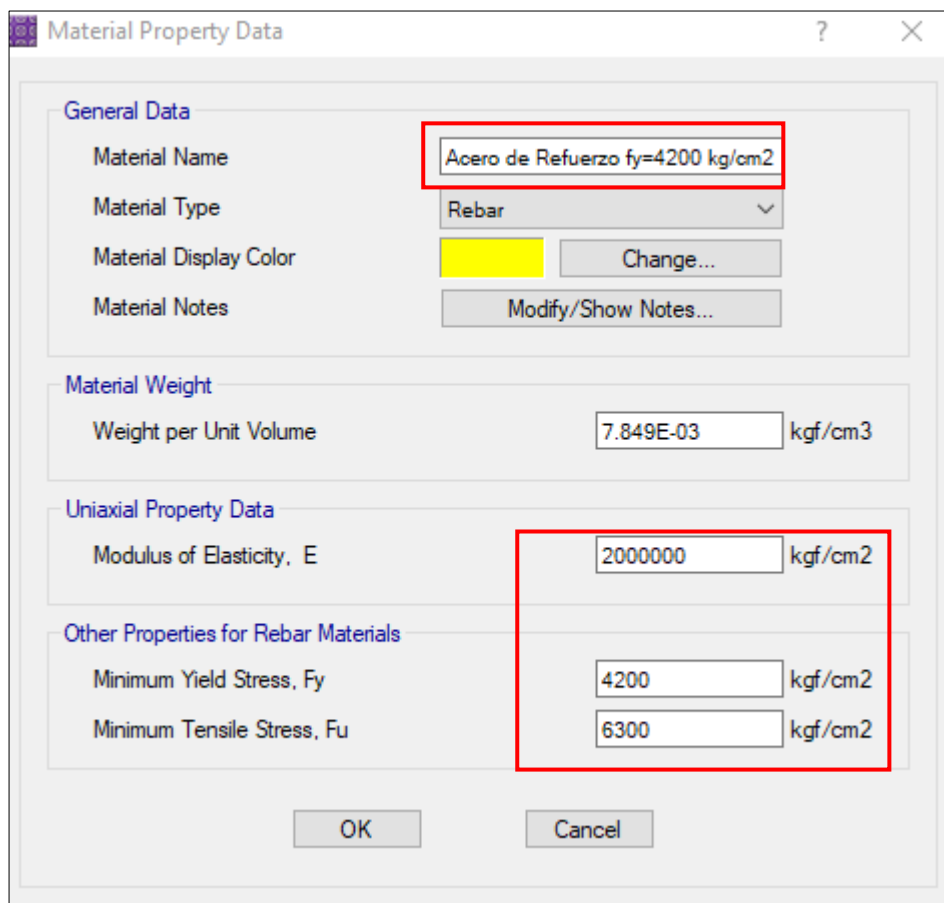 Material Property Data ?
General Data
Material Name Acero de Refuerzo fy=4200 kg/cm2
Material Type Rebar
Material Display Color Change...
Material Notes Modify/Show Notes...
Material Weight
Weight per Unit Volume 7.849E-03 kgf/cm3
Uniaxial Property Data
Modulus of Elasticity, E 2000000 kgf/cm2
Other Properties for Rebar Materials
Minimum Yield Stress, Fy 4200 kgf/cm2
Minimum Tensile Stress, Fu 6300 kgf/cm2
OK Cancel